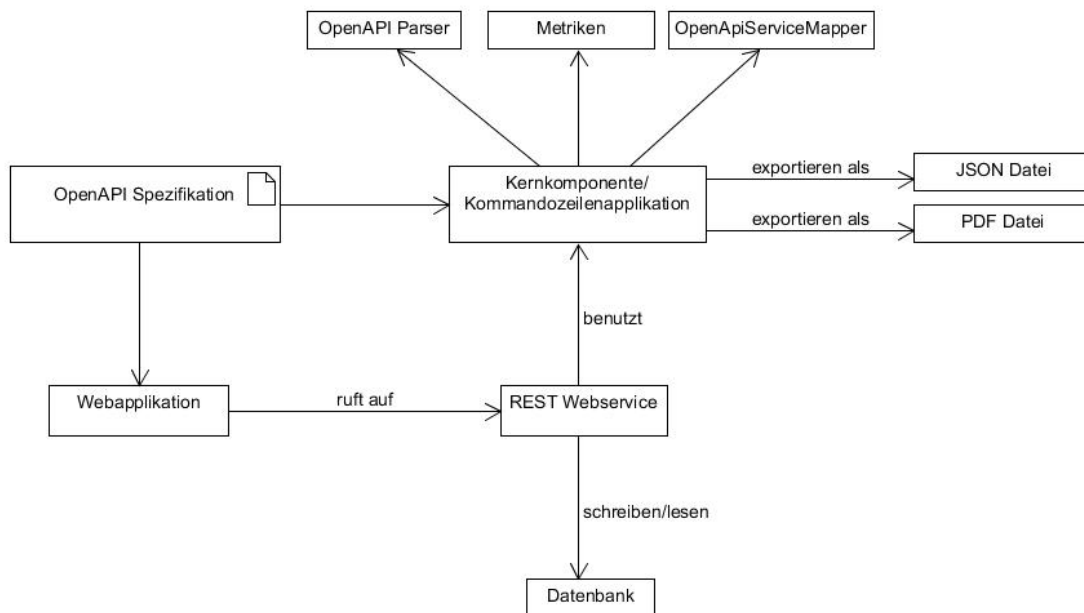 OpenAPI Parser
Metriken
OpenApiServiceMapper
OpenAPI Spezifikation
Kernkomponente/
Kommandozeilenapplikation
exportieren als
JSON Datei
exportieren als
PDF Datei
benutzt
Webapplikation
ruft auf
REST Webservice
schreiben/lesen
Datenbank